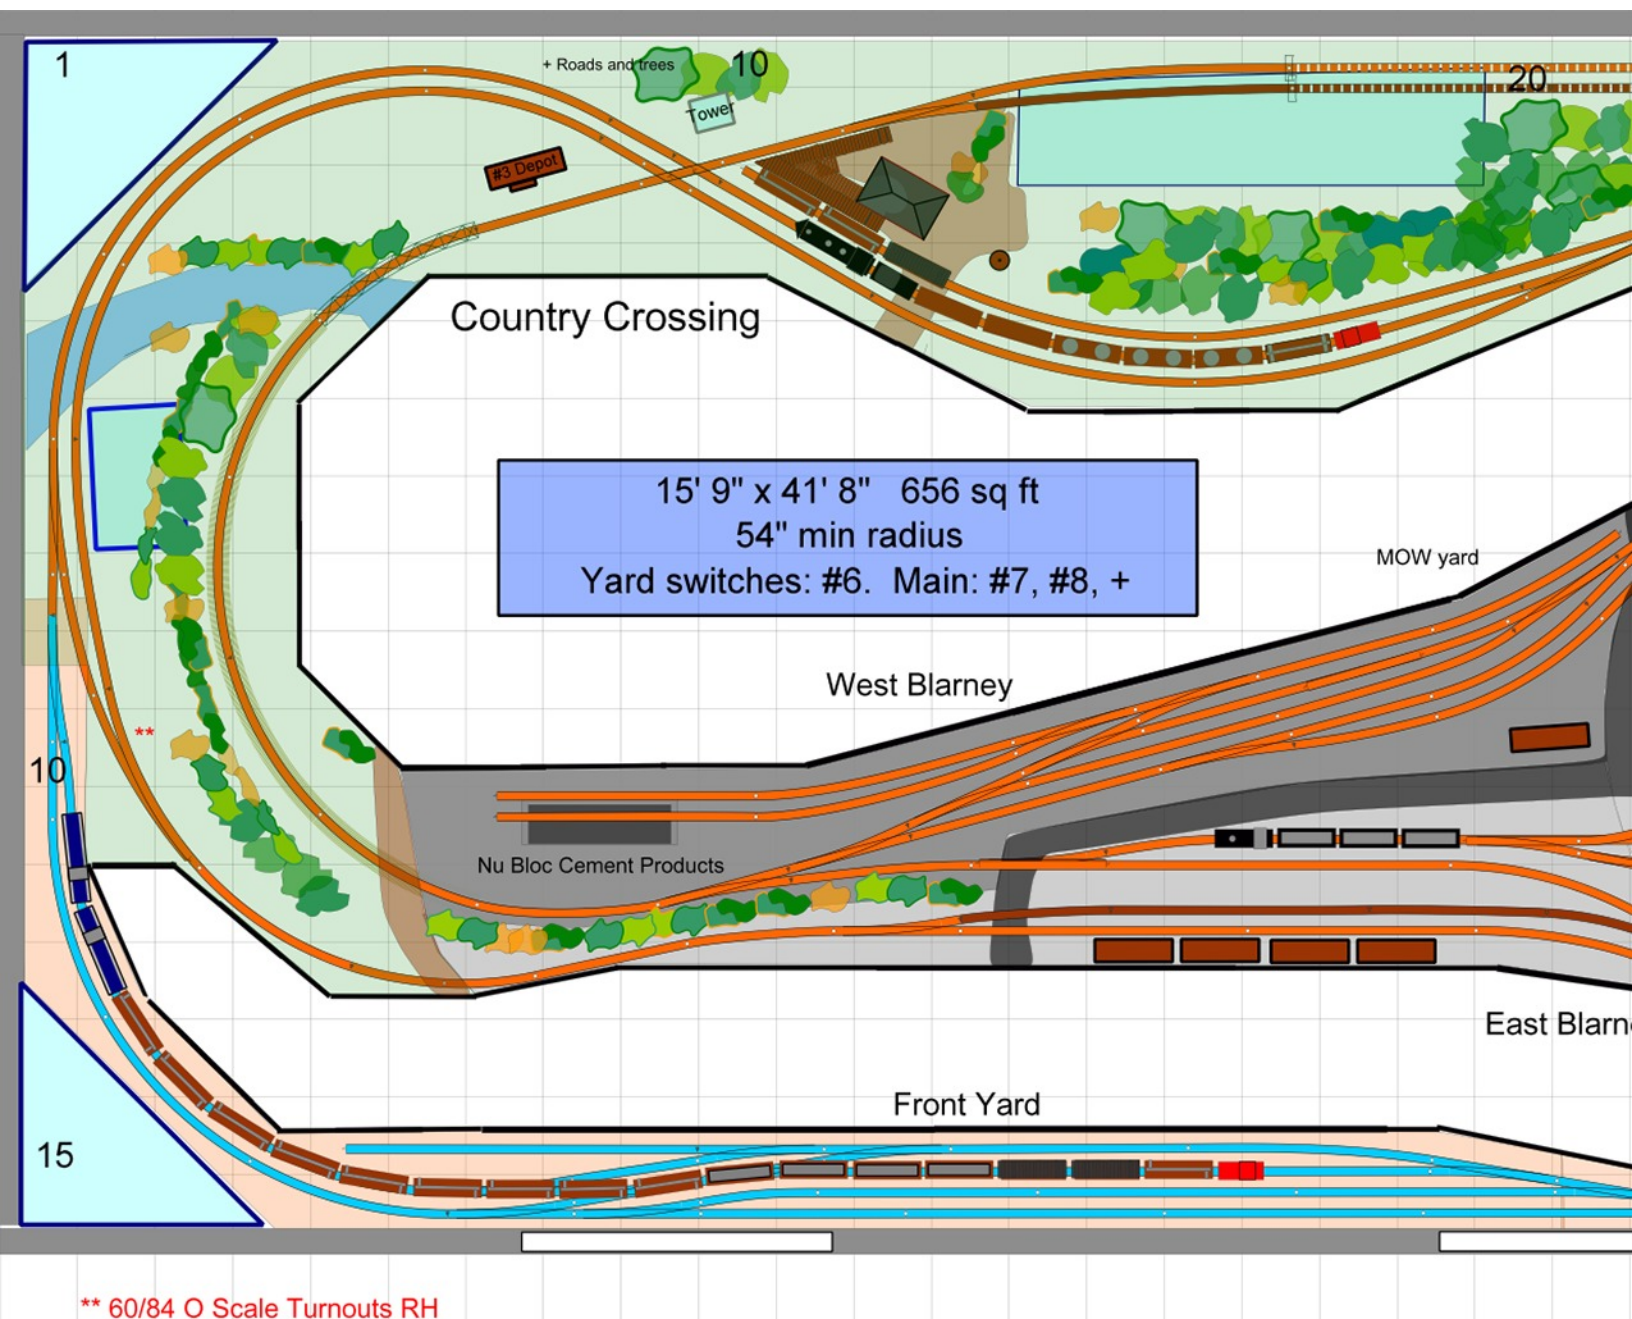 1
+ Roads and trees
10
20
Tower
#3 Depot
Country Crossing
15' 9" x 41' 8" 656 sq ft
54" min radius
Yard switches: #6. Main: #7, #8, +
MOW yard
West Blarney
**
10
Nu Bloc Cement Products
East Blarn
Front Yard
15
** 60/84 O Scale Turnouts RH